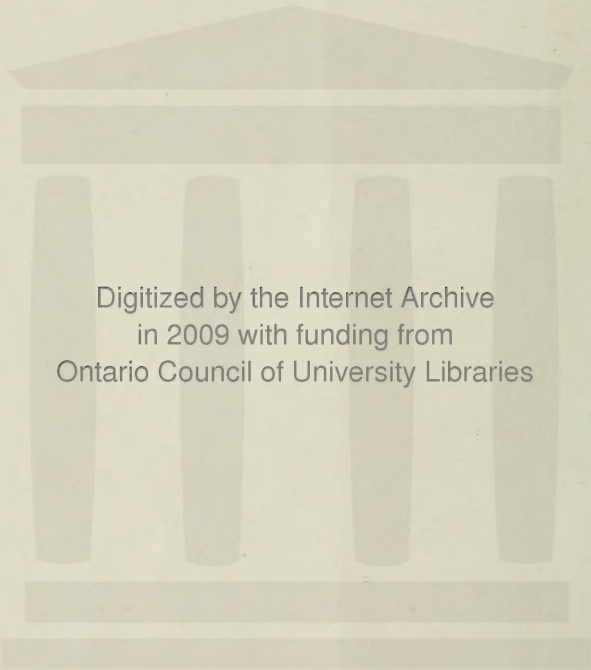 Digitized by the Internet Archive
in 2009 with funding from
Ontario Council of University Libraries